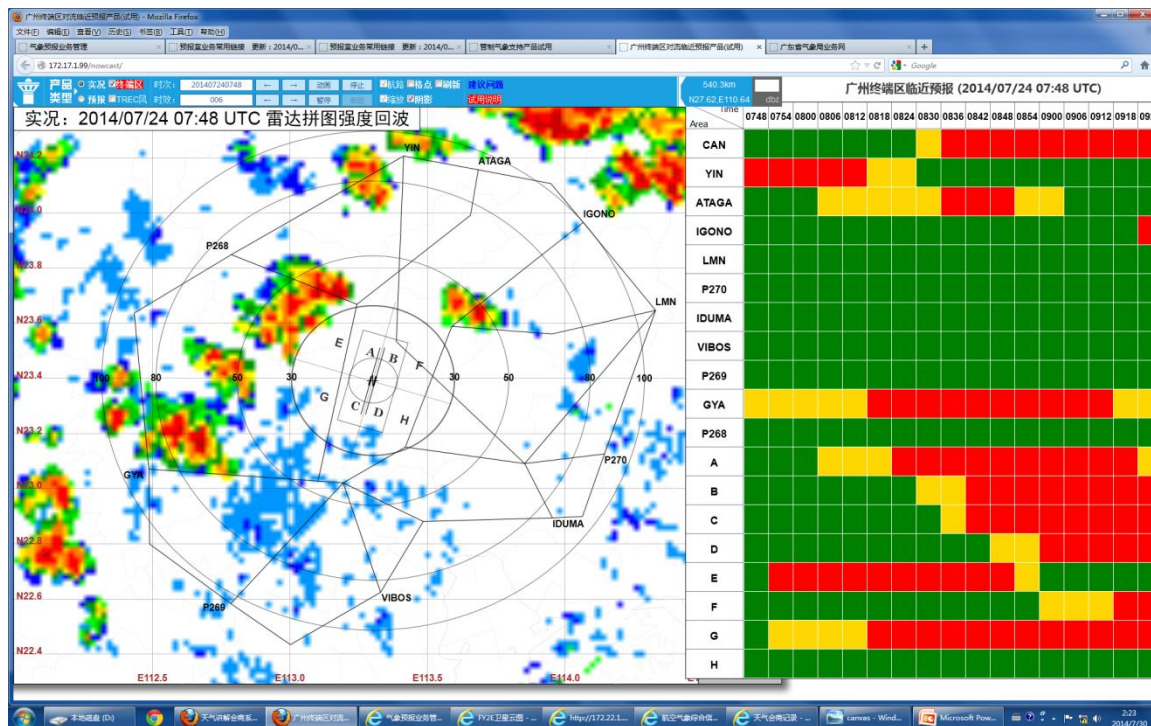 广州终端区对流临近预报产品(试用) - Mozilla Firefox
文件(F) 编辑(E) 查看(V) 历史(S) 书签(B) 工具(T) 帮助(H)
气象预报业务管理 × 预报室业务常用链接 更新：2014/0... × 预报室业务常用链接 更新：2014/0... × 管制气象支持产品试用 × 广州终端区对流临近预报产品(试用) × 广东省气象局业务网 × +
172.17.1.99/nowcast/ Google
产品 实况 终端区 时次： 201407240748 ← → 动画 停止 航路 格点 刷新 建议问题
类型 预报 TREC风 时效： 006 ← → 暂停 缩放 阴影 试用说明
540.3km
N27.62,E110.64 dbz
广州终端区临近预报 (2014/07/24 07:48 UTC)
实况：2014/07/24 07:48 UTC 雷达拼图强度回波
Time
Area
0748 0754 0800 0806 0812 0818 0824 0830 0836 0842 0848 0854 0900 0906 0912 0918
CAN
YIN
ATAGA
IGONO
LMN
P270
IDUMA
VIBOS
P269
GYA
P268
A
B
C
D
E
F
G
H
YIN
ATAGA
IGONO
P268
LMN
N24.2
N24.0
N23.8
N23.6
N23.4
N23.2
N23.0
N22.8
N22.6
N22.4
E A B F
100 80 50 30 30 50 80 100
G C D H
GYA
P270
IDUMA
P269
VIBOS
E112.5 E113.0 E113.5 E114.0
本地磁盘 (D:) 天气讲解会商系... 广州终端区对流... 气象预报业务管... FY2E卫星云图 - ... http://172.22.1... 航空气象综合信... 天气会商记录 - ... canvas - Wind... Microsoft Pow...
2:23
2014/7/30